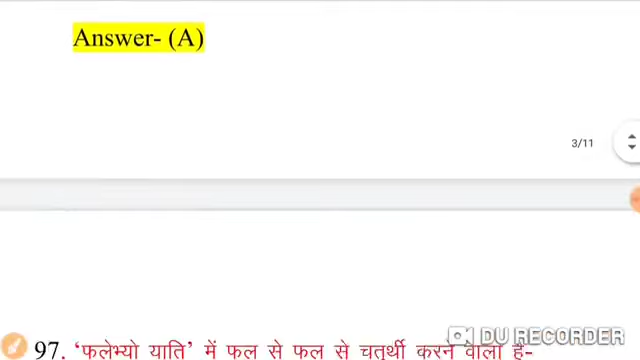 Answer- (A)
3/11
DU RECORDER
97. ‘फलेभ्यो याति’ में फल से फल से चतुर्थी करने वाला है-